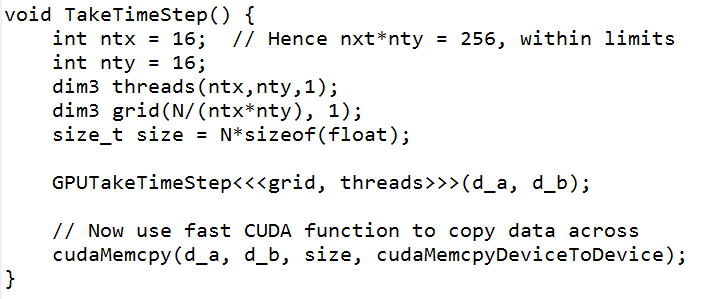 void TakeTimeStep() {
    int ntx = 16;  // Hence nxt*nty = 256, within limits
    int nty = 16;
    dim3 threads(ntx,nty,1);
    dim3 grid(N/(ntx*nty), 1);
    size_t size = N*sizeof(float);

    GPUTakeTimeStep<<<grid, threads>>>(d_a, d_b);

    // Now use fast CUDA function to copy data across
    cudaMemcpy(d_a, d_b, size, cudaMemcpyDeviceToDevice);
}